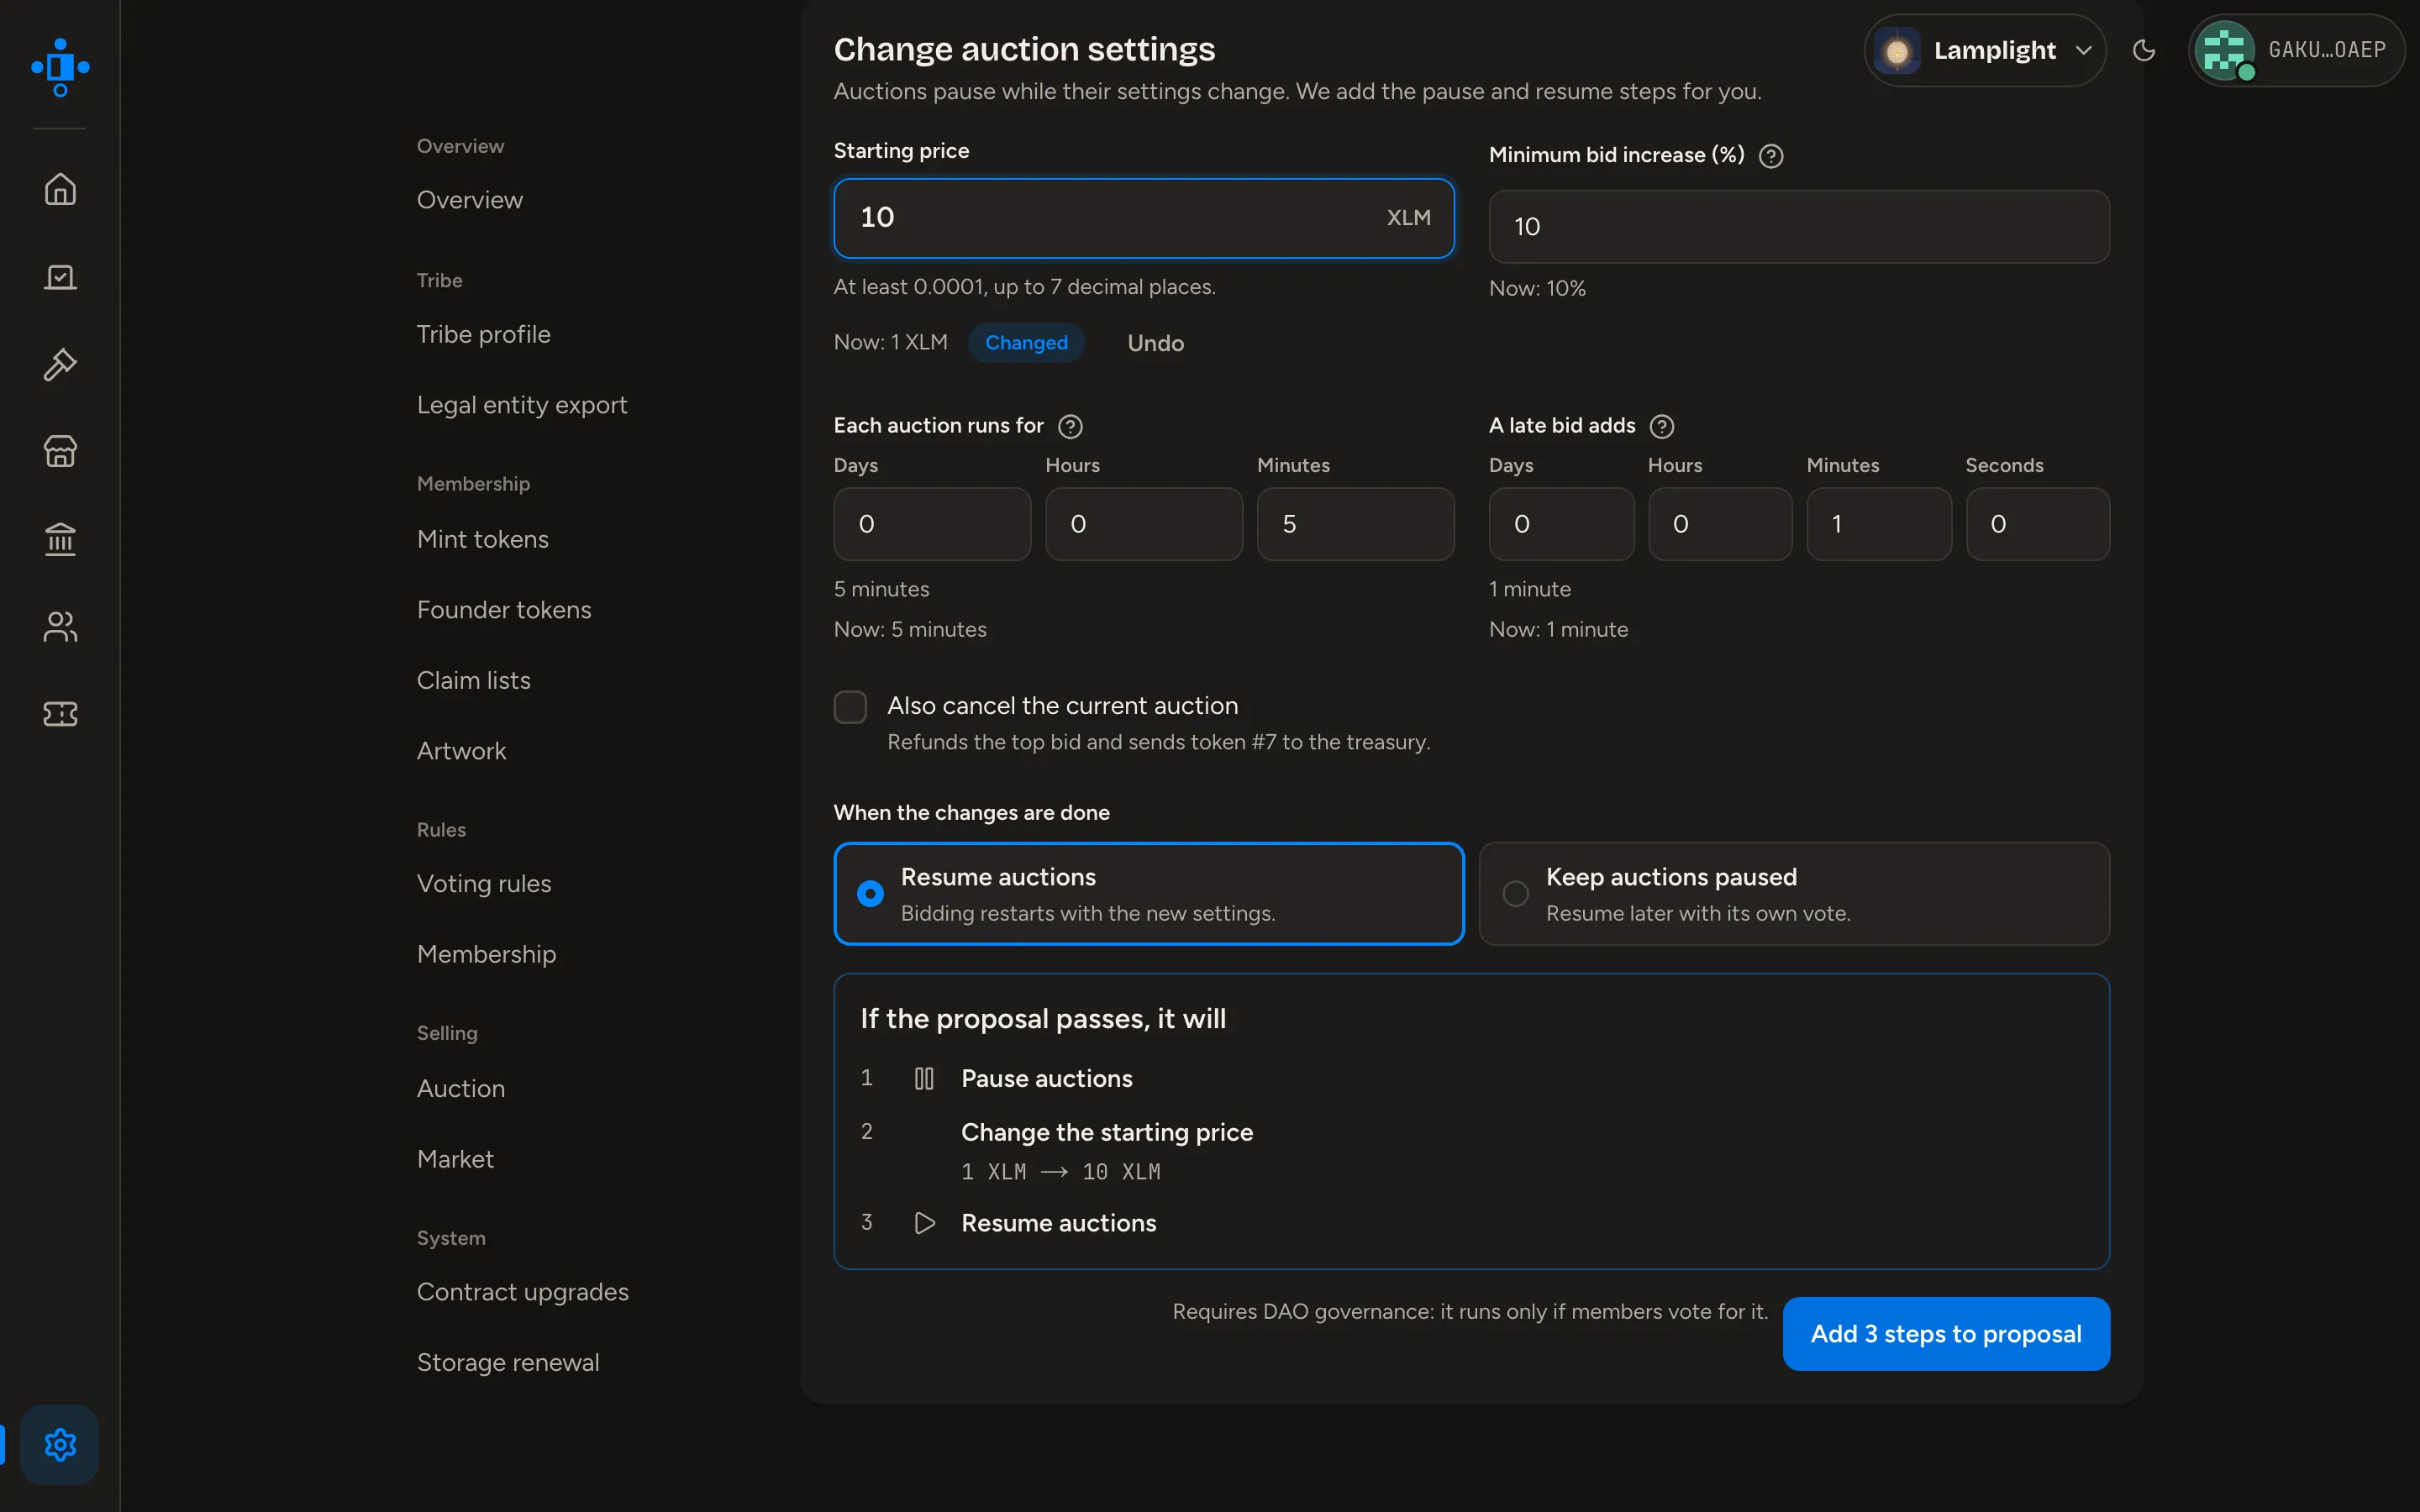 Lamplight
GAKU...OAEP
Overview
Overview
Tribe
Tribe profile
Legal entity export
Membership
Mint tokens
Founder tokens
Claim lists
Artwork
Rules
Voting rules
Membership
Selling
Auction
Market
System
Contract upgrades
Storage renewal
Change auction settings
Auctions pause while their settings change. We add the pause and resume steps for you.
Starting price
10 XLM
At least 0.0001, up to 7 decimal places.
Now: 1 XLM Changed Undo
Minimum bid increase (%) ?
10
Now: 10%
Each auction runs for ?
Days Hours Minutes
0 0 5
5 minutes
Now: 5 minutes
A late bid adds ?
Days Hours Minutes Seconds
0 0 1 0
1 minute
Now: 1 minute
Also cancel the current auction
Refunds the top bid and sends token #7 to the treasury.
When the changes are done
Resume auctions
Bidding restarts with the new settings.
Keep auctions paused
Resume later with its own vote.
If the proposal passes, it will
1 Pause auctions
2 Change the starting price
1 XLM → 10 XLM
3 Resume auctions
Requires DAO governance: it runs only if members vote for it.
Add 3 steps to proposal